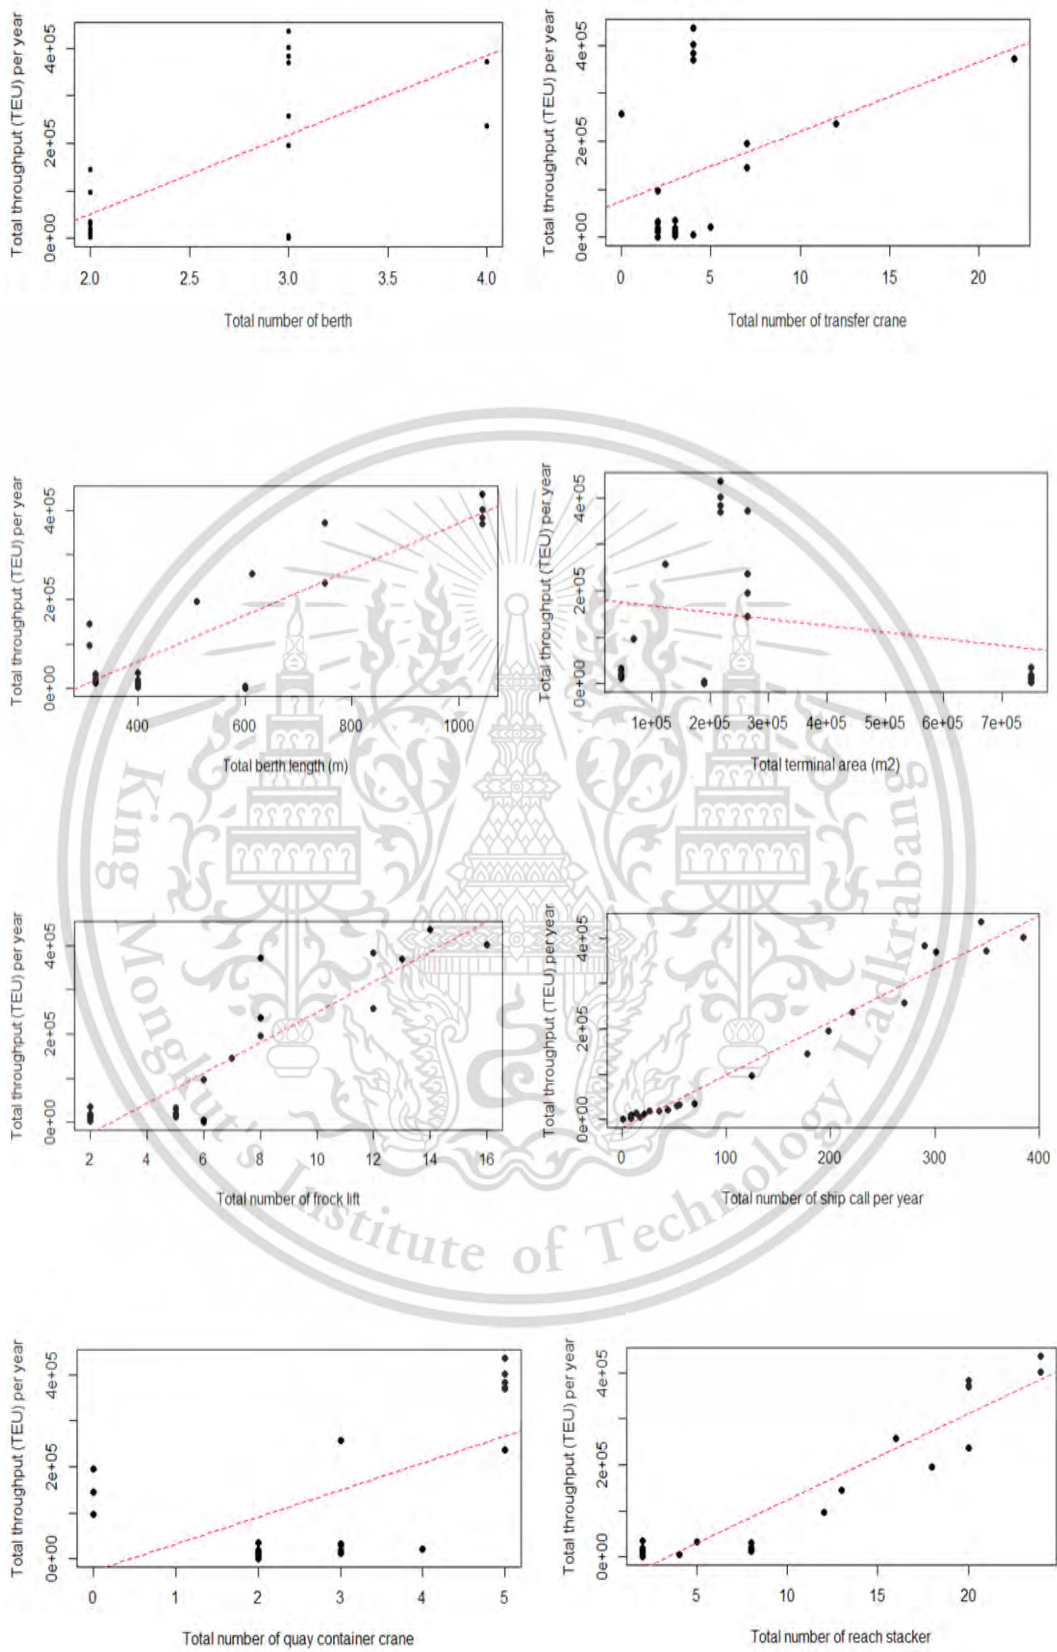 Total throughput (TEU) per year
4e+05
2e+05
0e+00
2.0 2.5 3.0 3.5 4.0
Total number of berth
Total throughput (TEU) per year
4e+05
2e+05
0e+00
0 5 10 15 20
Total number of transfer crane
Total throughput (TEU) per year
4e+05
2e+05
0e+00
400 600 800 1000
Total berth length (m)
Total throughput (TEU) per year
4e+05
2e+05
0e+00
1e+05 2e+05 3e+05 4e+05 5e+05 6e+05 7e+05
Total terminal area (m2)
Total throughput (TEU) per year
4e+05
2e+05
0e+00
2 4 6 8 10 12 14 16
Total number of frock lift
Total throughput (TEU) per year
4e+05
2e+05
0e+00
0 100 200 300 400
Total number of ship call per year
Total throughput (TEU) per year
4e+05
2e+05
0e+00
0 1 2 3 4 5
Total number of quay container crane
Total throughput (TEU) per year
4e+05
2e+05
0e+00
5 10 15 20
Total number of reach stacker
King Mongkut's Institute of Technology Ladkrabang